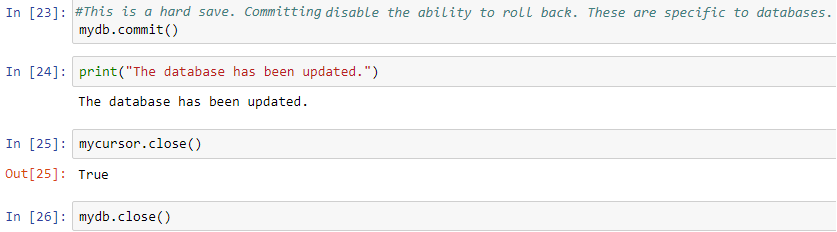 In [23]: #This is a hard save. Committing disable the ability to roll back. These are specific to databases.
mydb.commit()
In [24]: print("The database has been updated.")
The database has been updated.
In [25]: mycursor.close()
Out[25]: True
In [26]: mydb.close()